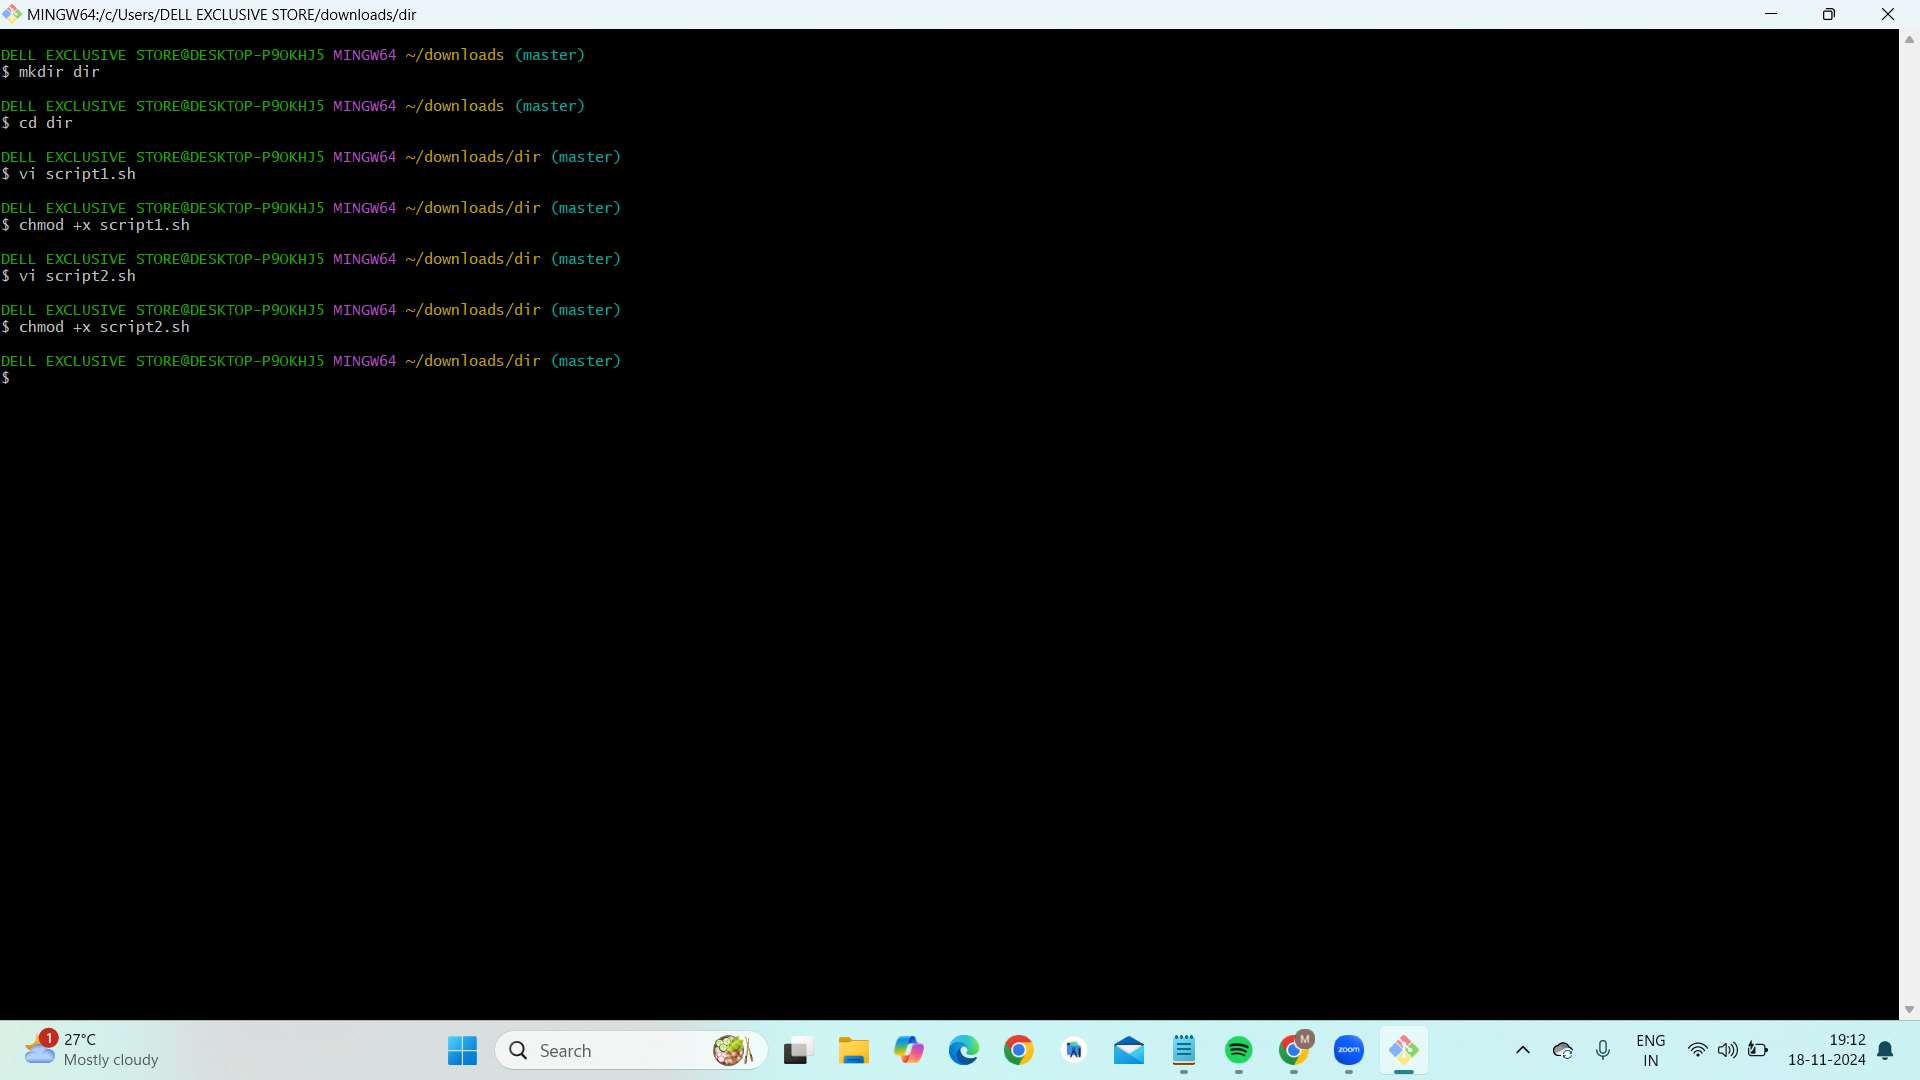 MINGW64:/c/Users/DELL EXCLUSIVE STORE/downloads/dir
DELL EXCLUSIVE STORE@DESKTOP-P9OKHJ5 MINGW64 ~/downloads (master)
$ mkdir dir
DELL EXCLUSIVE STORE@DESKTOP-P9OKHJ5 MINGW64 ~/downloads (master)
$ cd dir
DELL EXCLUSIVE STORE@DESKTOP-P9OKHJ5 MINGW64 ~/downloads/dir (master)
$ vi script1.sh
DELL EXCLUSIVE STORE@DESKTOP-P9OKHJ5 MINGW64 ~/downloads/dir (master)
$ chmod +x script1.sh
DELL EXCLUSIVE STORE@DESKTOP-P9OKHJ5 MINGW64 ~/downloads/dir (master)
$ vi script2.sh
DELL EXCLUSIVE STORE@DESKTOP-P9OKHJ5 MINGW64 ~/downloads/dir (master)
$ chmod +x script2.sh
DELL EXCLUSIVE STORE@DESKTOP-P9OKHJ5 MINGW64 ~/downloads/dir (master)
$
1
27°C
Mostly cloudy
Search
AI
M
zoom
ENG
IN
19:12
18-11-2024